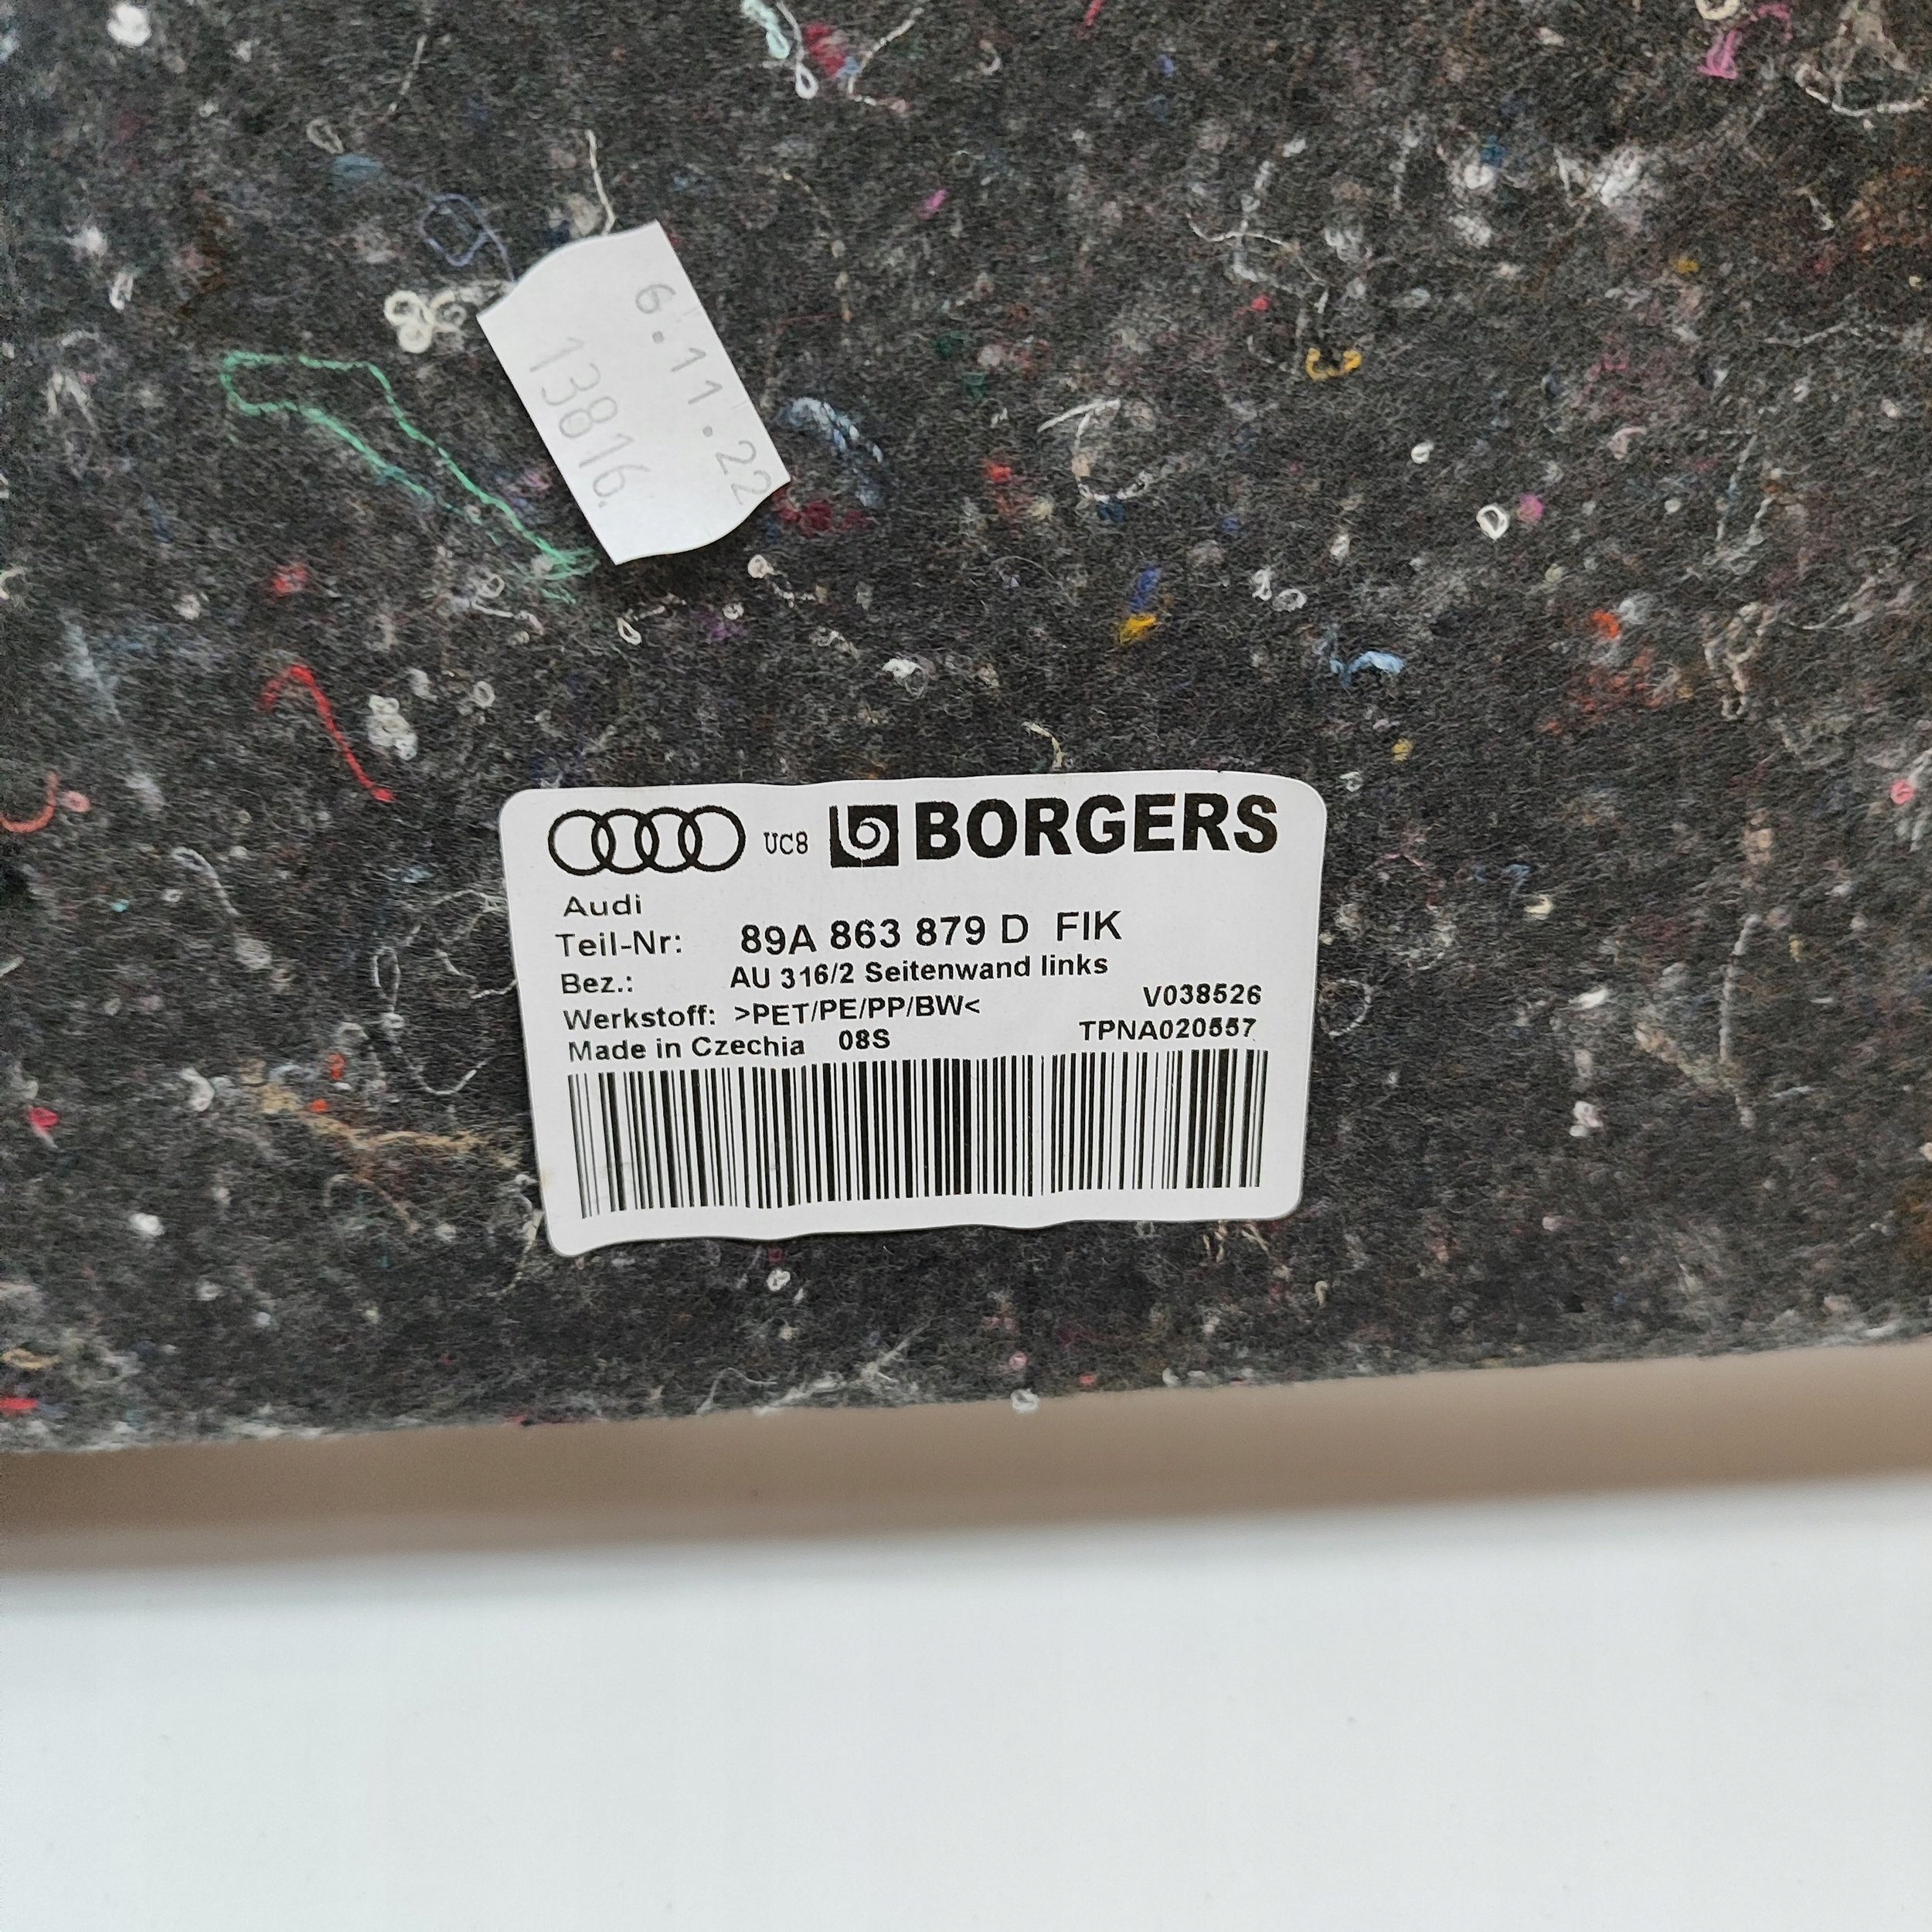 6.11.22
13816.
UC8 BORGERS
Audi
Teil-Nr: 89A 863 879 D FIK
Bez.: AU 316/2 Seitenwand links
Werkstoff: >PET/PE/PP/BW< V038526
Made in Czechia 08S TPNA020557